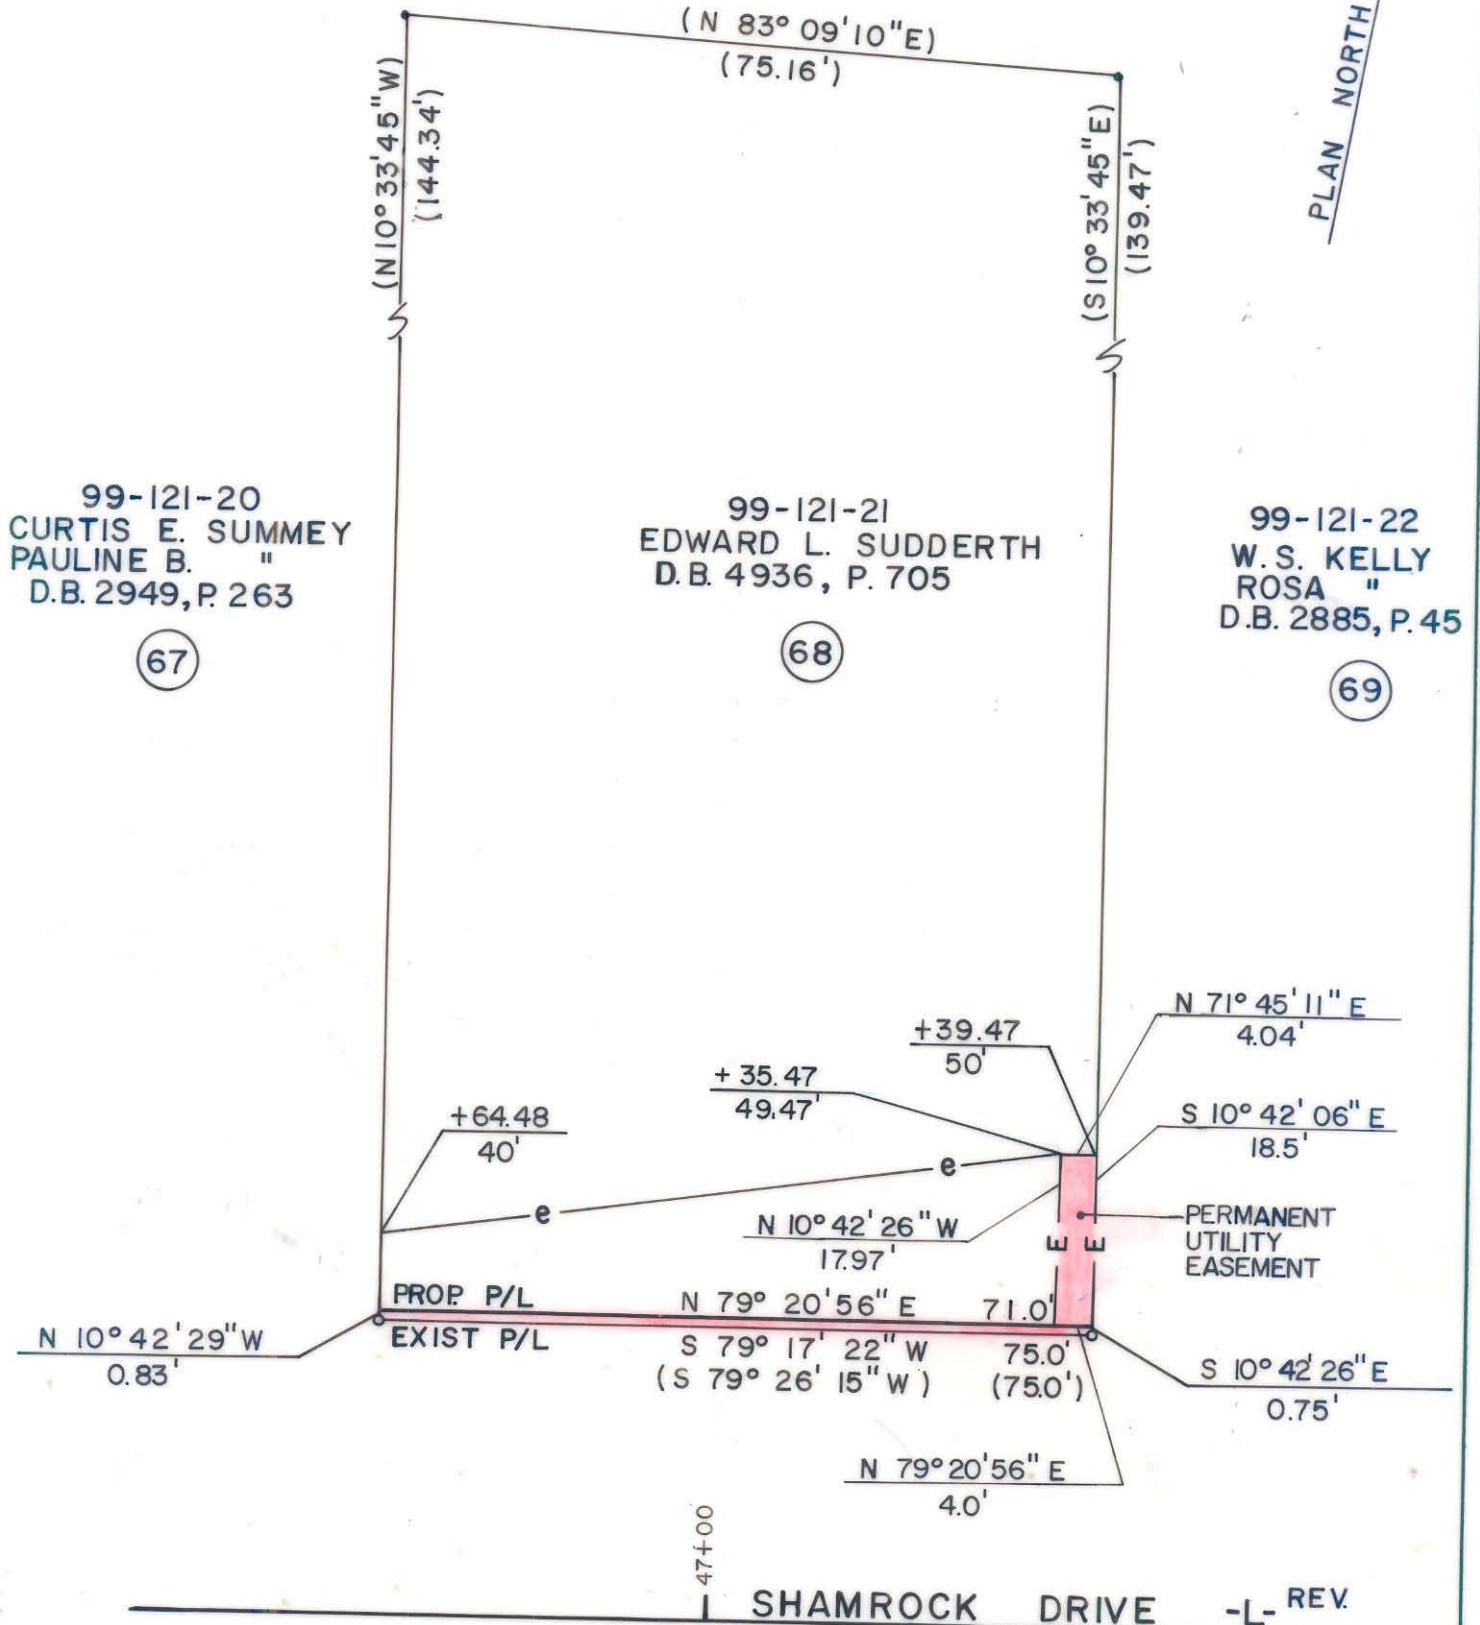 (N 83° 09'10"E)
(75.16')
PLAN NORTH
(N 10° 33'45"W)
(144.34')
(S 10° 33'45"E)
(139.47')
99-121-20
CURTIS E. SUMMEY
PAULINE B. "
D.B. 2949, P. 263
67
99-121-21
EDWARD L. SUDDERTH
D.B. 4936, P. 705
68
99-121-22
W.S. KELLY
ROSA "
D.B. 2885, P. 45
69
N 71° 45'11" E
4.04'
+39.47
50'
+35.47
49.47'
+64.48
40'
S 10° 42' 06" E
18.5'
e
e
N 10° 42'26" W
17.97'
E E
PERMANENT
UTILITY
EASEMENT
PROP. P/L N 79° 20'56" E 71.0'
EXIST P/L S 79° 17' 22" W 75.0'
(S 79° 26' 15" W) (75.0')
N 10° 42'29" W
0.83'
S 10° 42'26" E
0.75'
N 79° 20'56" E
4.0'
47+00
SHAMROCK DRIVE -L- REV.